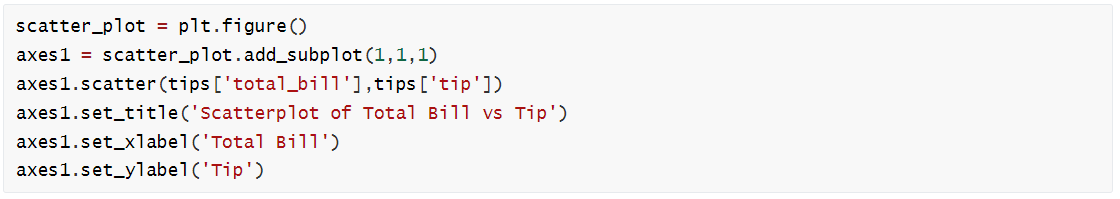 scatter_plot = plt.figure()
axes1 = scatter_plot.add_subplot(1,1,1)
axes1.scatter(tips['total_bill'],tips['tip'])
axes1.set_title('Scatterplot of Total Bill vs Tip')
axes1.set_xlabel('Total Bill')
axes1.set_ylabel('Tip')